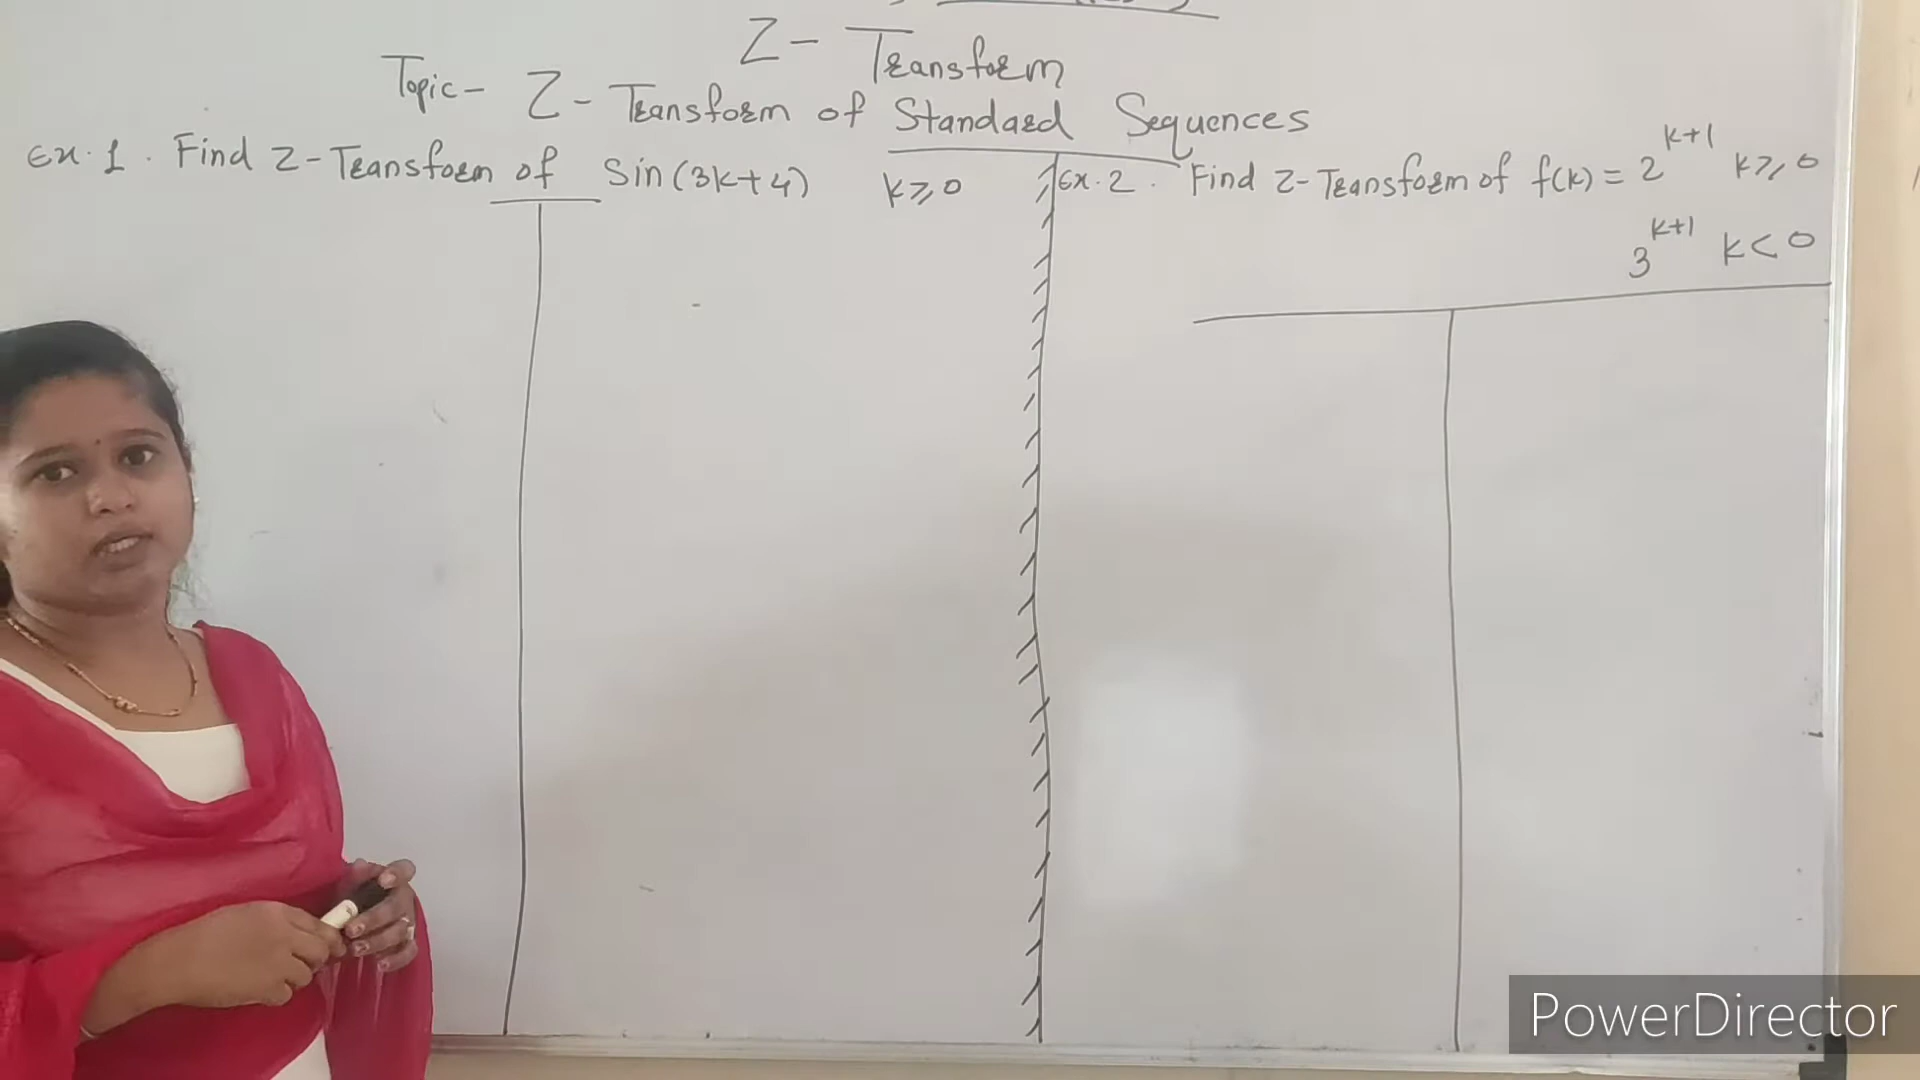 Z - Transform
Topic - Z - Transform of Standard Sequences
Ex. 1. Find Z-Transform of Sin(3k+4) k≥0
Ex. 2. Find Z-Transform of f(k) = 2^{k+1} k≥0
3^{k+1} k<0
PowerDirector